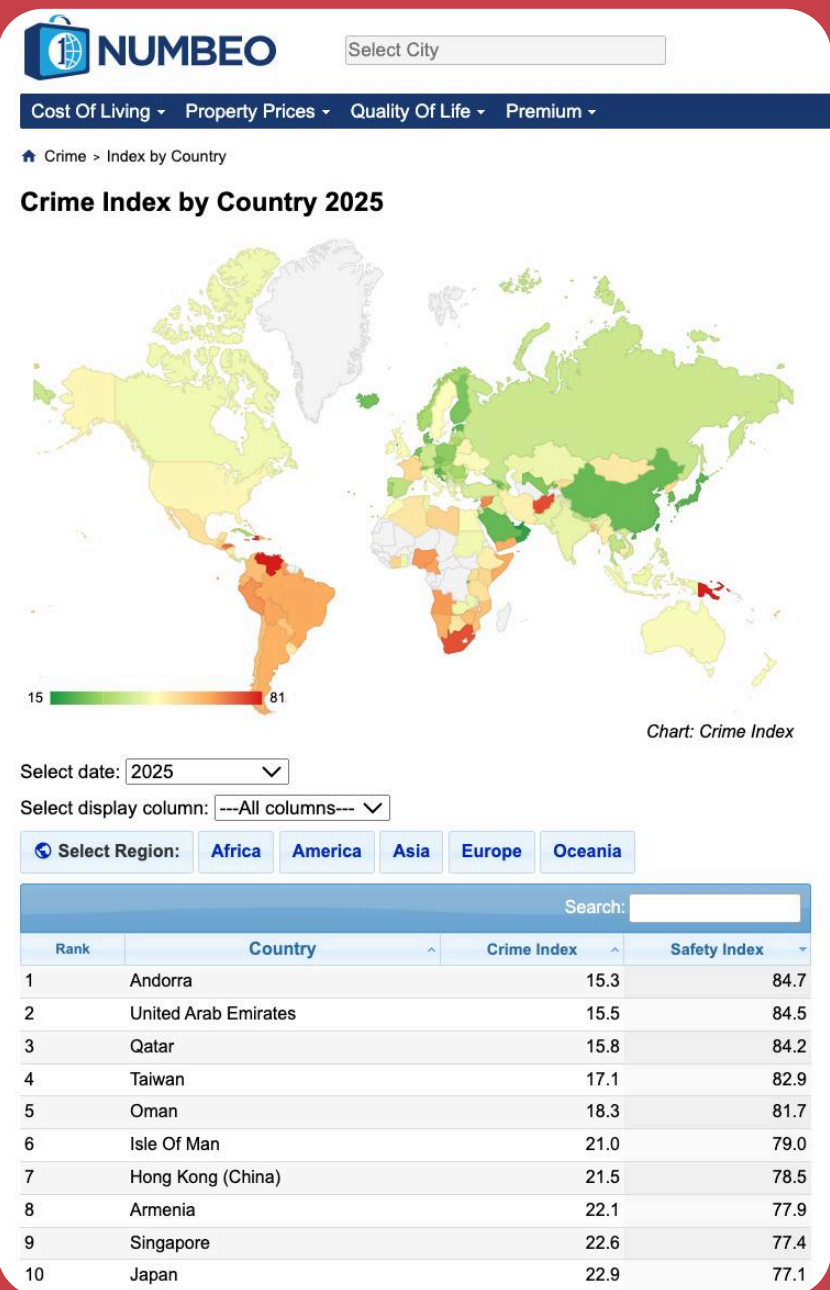 1 NUMBEO Select City
Cost Of Living Property Prices Quality Of Life Premium
Crime > Index by Country
Crime Index by Country 2025
15 81
Chart: Crime Index
Select date: 2025
Select display column: ---All columns---
Select Region: Africa America Asia Europe Oceania
Search:
Rank Country Crime Index Safety Index
1 Andorra 15.3 84.7
2 United Arab Emirates 15.5 84.5
3 Qatar 15.8 84.2
4 Taiwan 17.1 82.9
5 Oman 18.3 81.7
6 Isle Of Man 21.0 79.0
7 Hong Kong (China) 21.5 78.5
8 Armenia 22.1 77.9
9 Singapore 22.6 77.4
10 Japan 22.9 77.1